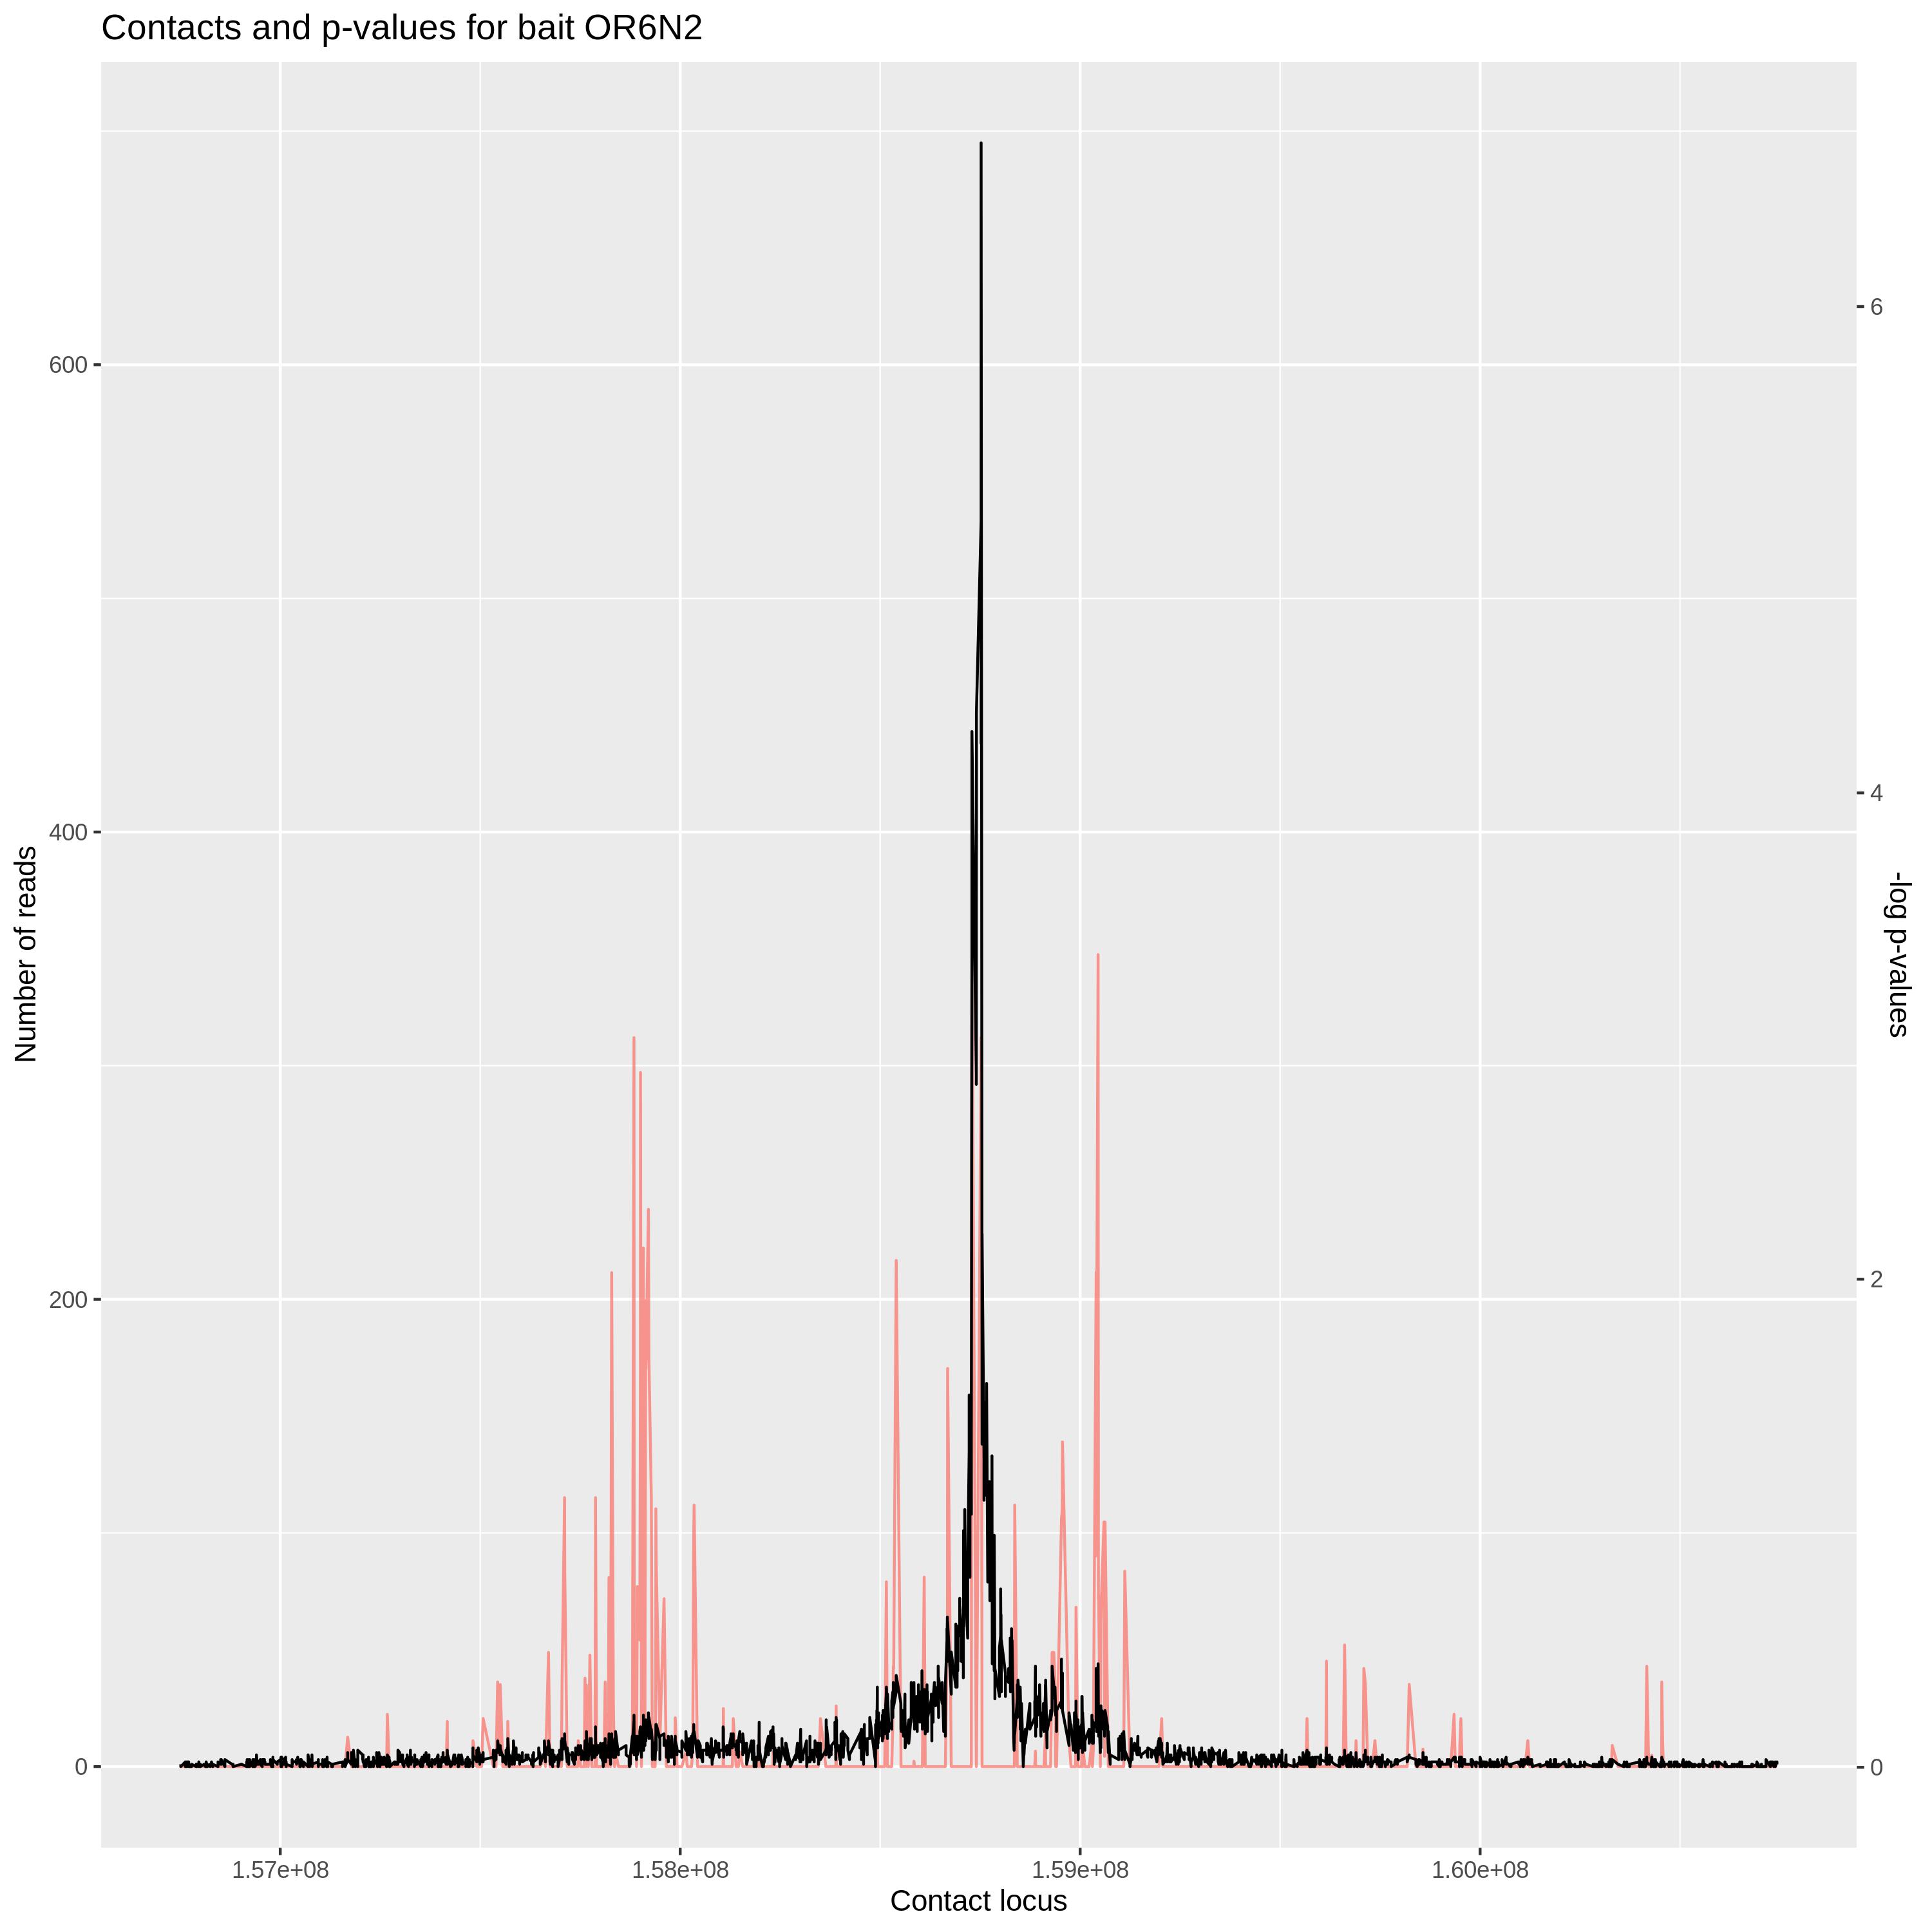 Contacts and p-values for bait OR6N2
600
400
200
0
Number of reads
6
4
2
0
-log p-values
1.57e+08
1.58e+08
1.59e+08
1.60e+08
Contact locus